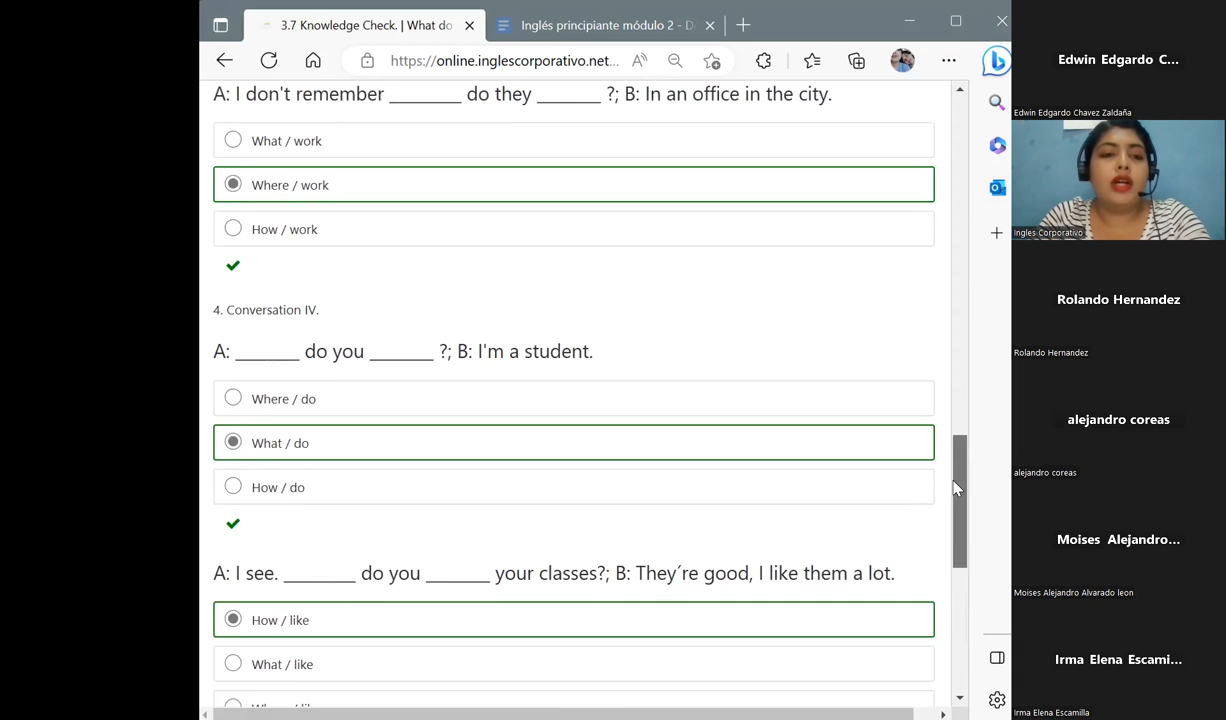 3.7 Knowledge Check. | What do
Inglés principiante módulo 2 - D
https://online.inglescorporativo.net...
A: I don't remember ________ do they _______ ?; B: In an office in the city.
What / work
Where / work
How / work
4. Conversation IV.
A: _______ do you _______ ?; B: I'm a student.
Where / do
What / do
How / do
A: I see. ________ do you _______ your classes?; B: They´re good, I like them a lot.
How / like
What / like
Edwin Edgardo C...
Edwin Edgardo Chavez Zaldaña
Ingles Corporativo
Rolando Hernandez
Rolando Hernandez
alejandro coreas
alejandro coreas
Moises Alejandro...
Moises Alejandro Alvarado leon
Irma Elena Escami...
Irma Elena Escamilla